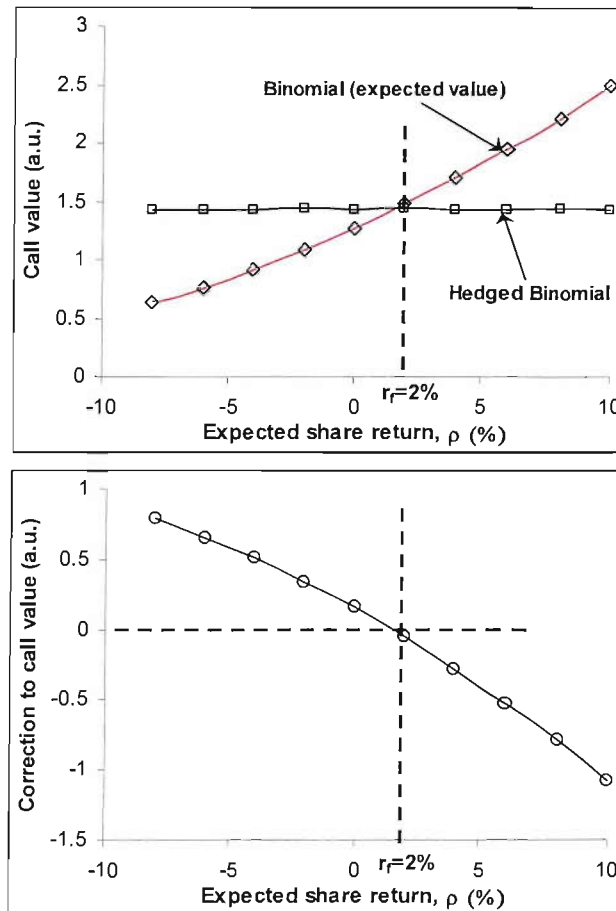 3
2.5
2
1.5
1
0.5
0
Call value (a.u.)
Binomial (expected value)
Hedged Binomial
-10
-5
0
5
10
r_f=2%
Expected share return, ρ (%)
1
0.5
0
-0.5
-1
-1.5
Correction to call value (a.u.)
-10
-5
0
5
10
r_f=2%
Expected share return, ρ (%)